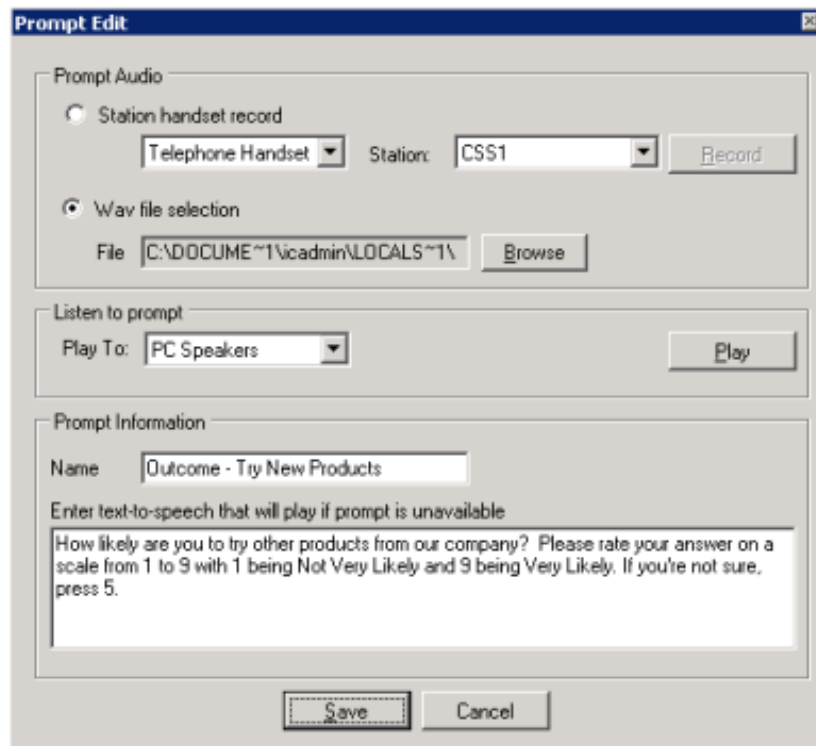 Prompt Edit
Prompt Audio
Station handset record
Telephone Handset Station: CSS1 Record
Wav file selection
File C:\DOCUME~1\icadmin\LOCALS~1\ Browse
Listen to prompt
Play To: PC Speakers Play
Prompt Information
Name Outcome - Try New Products
Enter text-to-speech that will play if prompt is unavailable
How likely are you to try other products from our company? Please rate your answer on a
scale from 1 to 9 with 1 being Not Very Likely and 9 being Very Likely. If you're not sure,
press 5.
Save Cancel